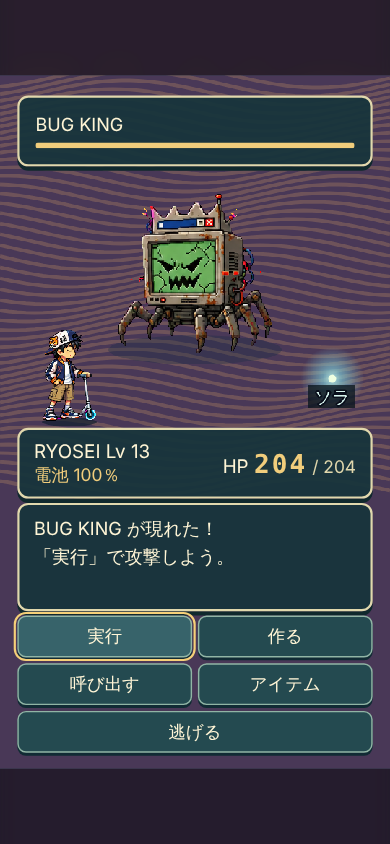 BUG KING
ソラ
RYOSEI Lv 13
電池 100%
HP 204 / 204
BUG KING が現れた!
「実行」で攻撃しよう。
実行
作る
呼び出す
アイテム
逃げる